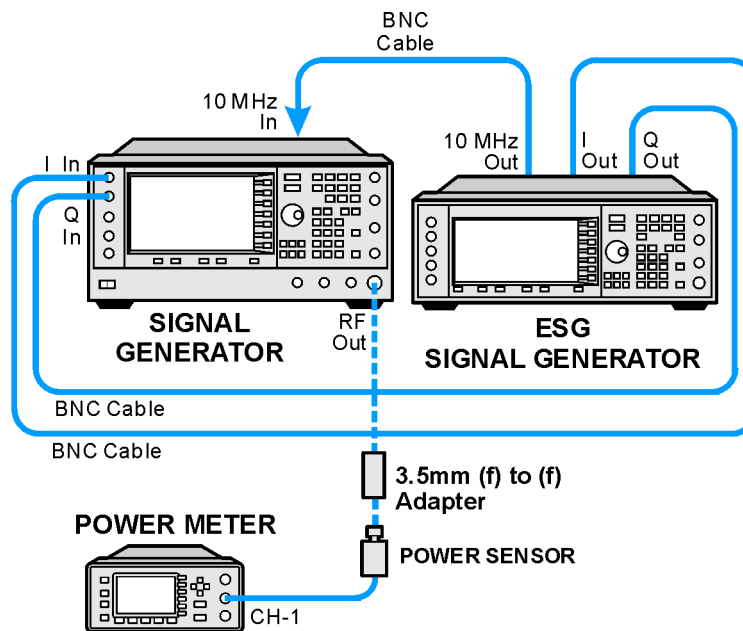 BNC
Cable
10 MHz
In
I In
Q
In
10 MHz
Out
I
Out
Q
Out
SIGNAL
GENERATOR
RF
Out
ESG
SIGNAL GENERATOR
BNC Cable
BNC Cable
3.5mm (f) to (f)
Adapter
POWER METER
POWER SENSOR
CH-1